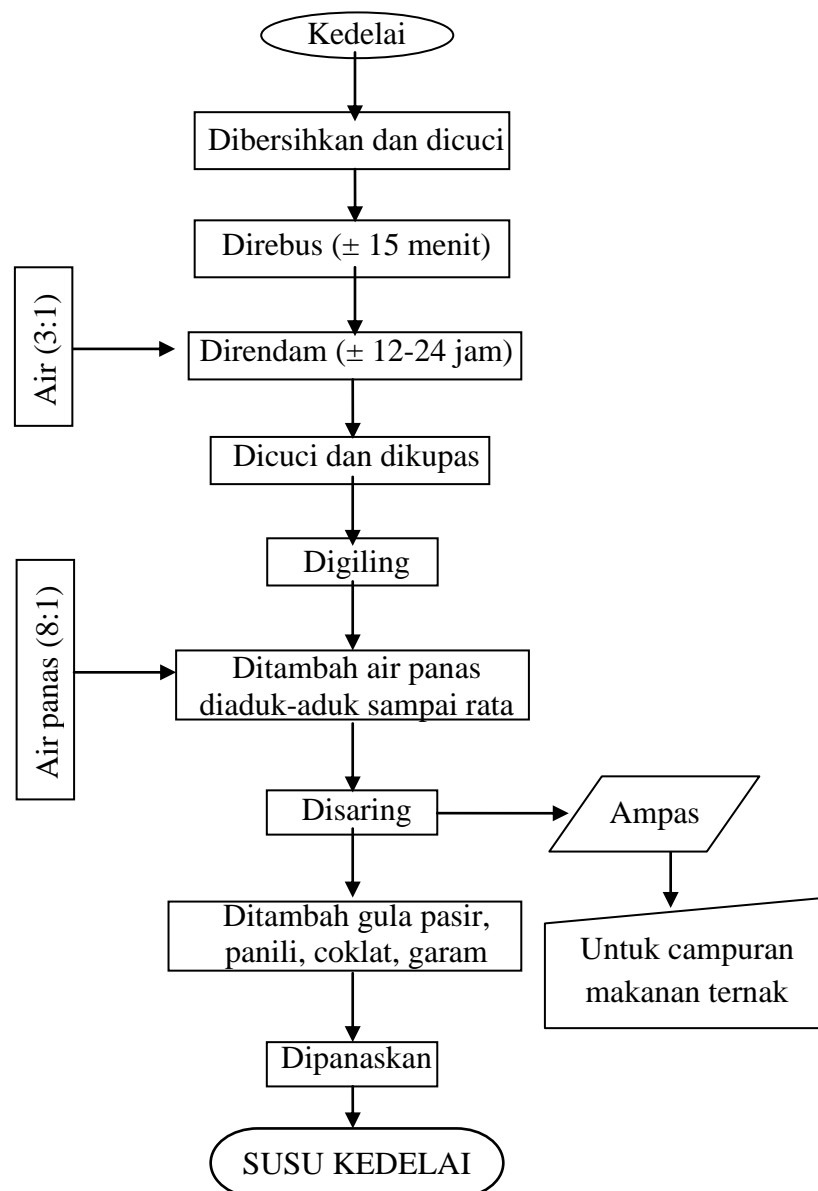 Kedelai
Dibersihkan dan dicuci
Direbus (± 15 menit)
Air (3:1)
Direndam (± 12-24 jam)
Dicuci dan dikupas
Digiling
Air panas (8:1)
Ditambah air panas
diaduk-aduk sampai rata
Disaring
Ampas
Ditambah gula pasir,
panili, coklat, garam
Untuk campuran
makanan ternak
Dipanaskan
SUSU KEDELAI